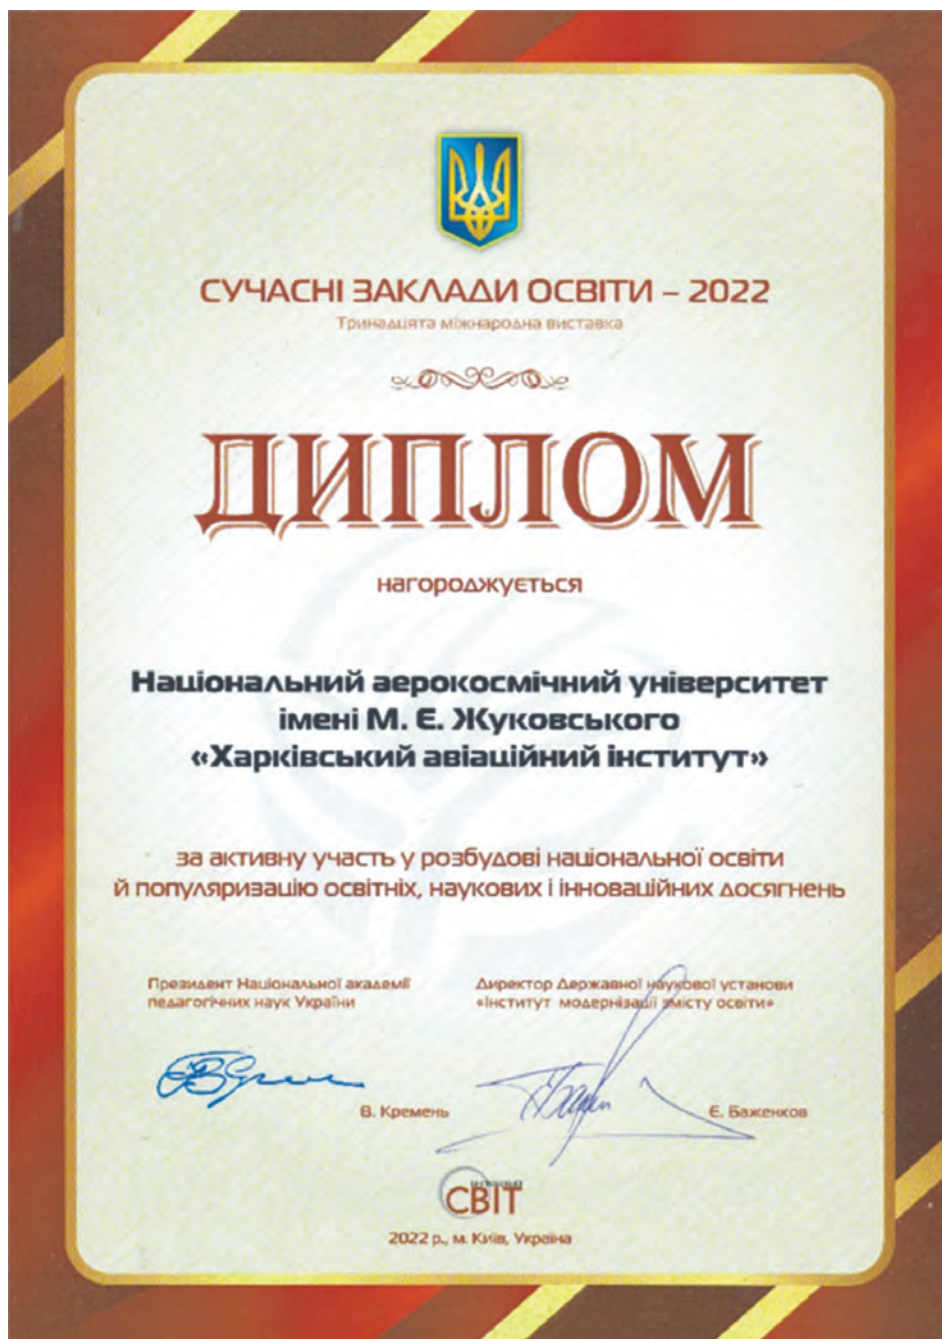 СУЧАСНІ ЗАКЛАДИ ОСВІТИ – 2022
Тринадцята міжнародна виставка
ДИПЛОМ
нагороджується
Національний аерокосмічний університет
імені М. Є. Жуковського
«Харківський авіаційний інститут»
за активну участь у розбудові національної освіти
й популяризацію освітніх, наукових і інноваційних досягнень
Президент Національної академії
педагогічних наук України
В. Кремень
Директор Державної наукової установи
«Інститут модернізації змісту освіти»
Є. Баженков
СВІТ
2022 р., м. Київ, Україна